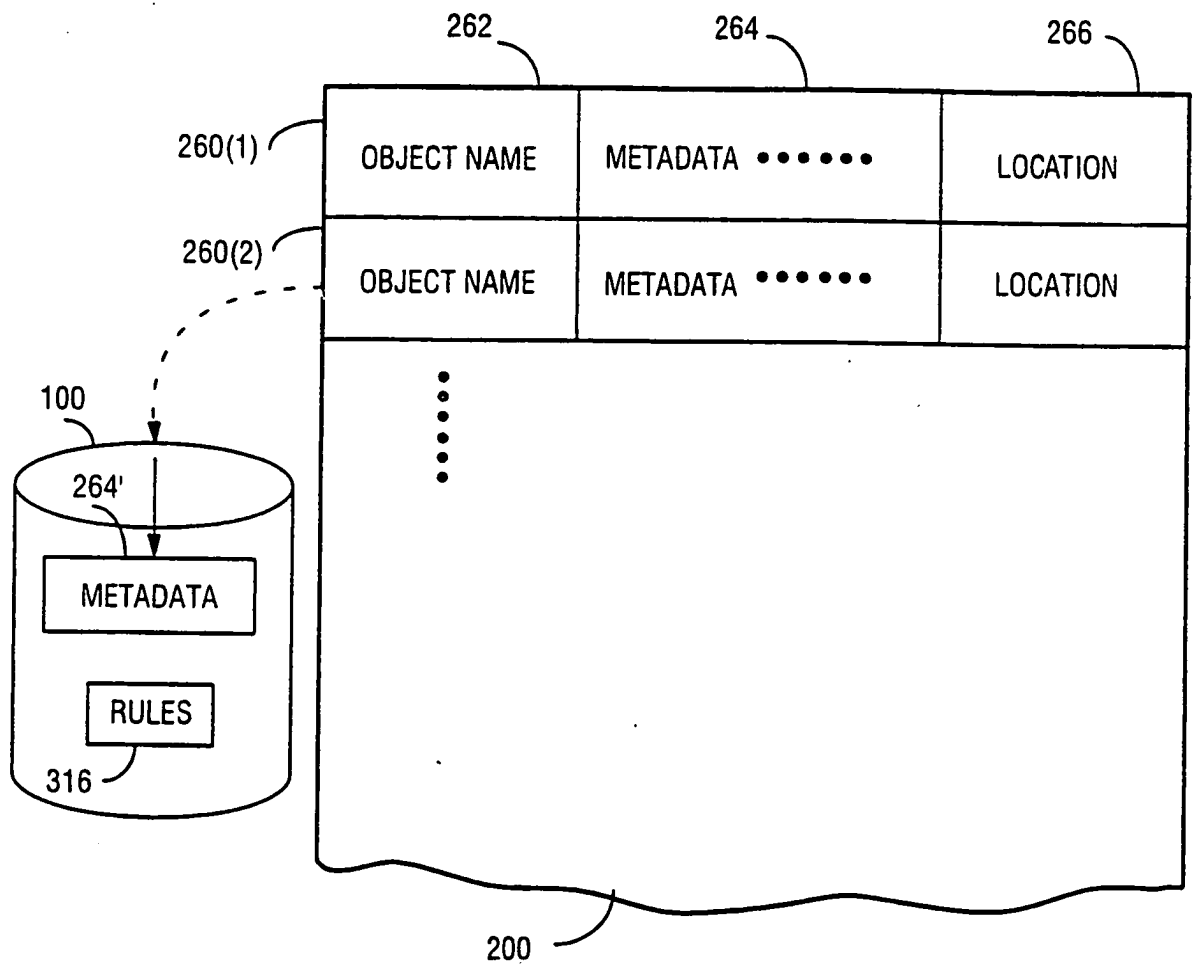 262 264 266
260(1) OBJECT NAME METADATA •••••• LOCATION
260(2) OBJECT NAME METADATA •••••• LOCATION
100
264'
METADATA
RULES
316
200